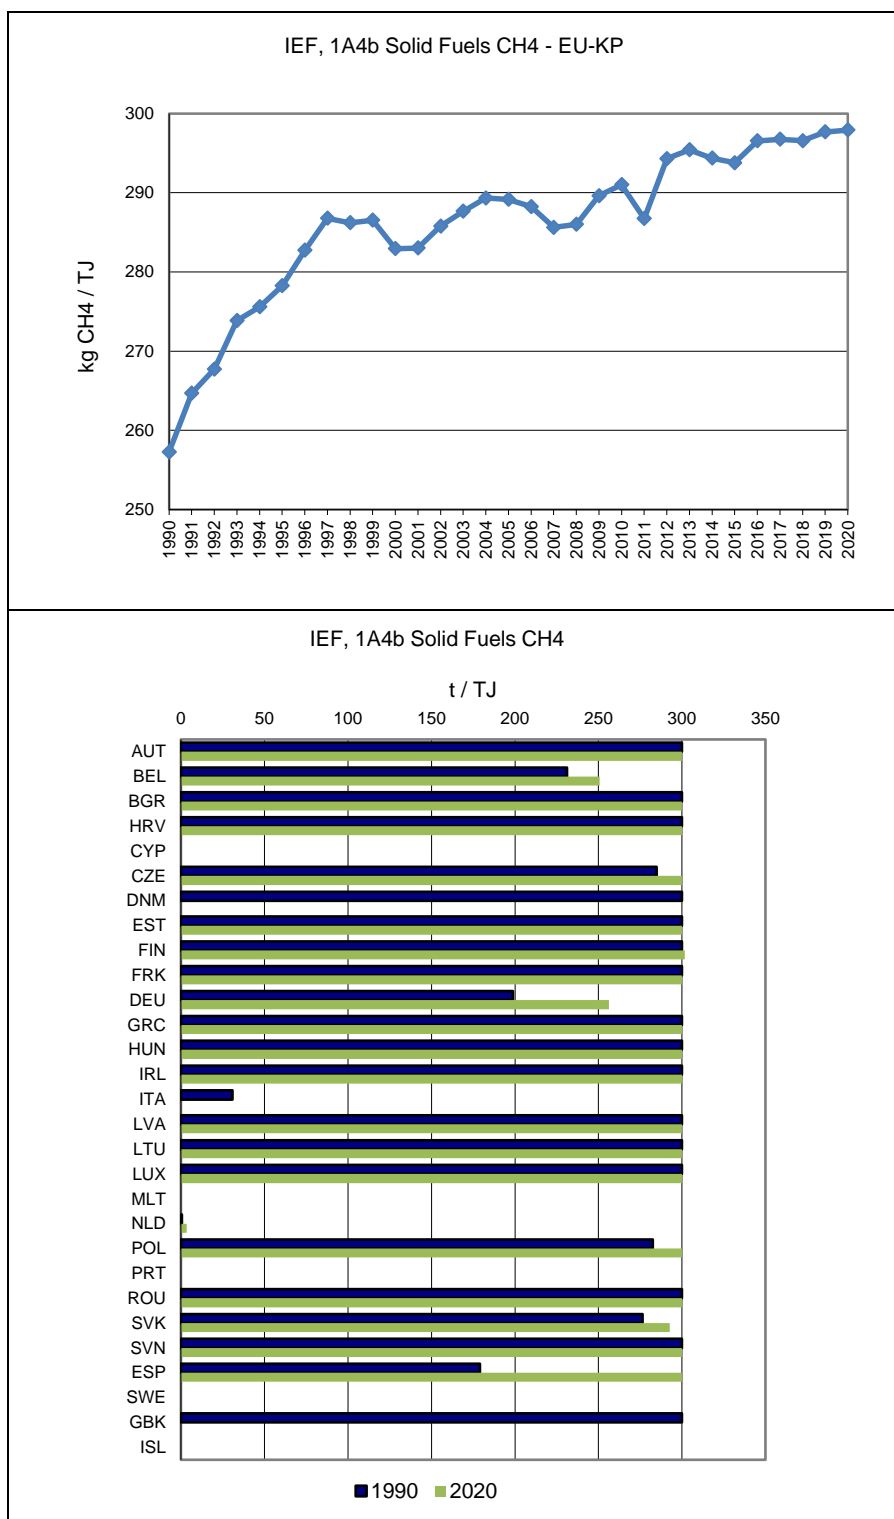 IEF, 1A4b Solid Fuels CH4 - EU-KP
300
290
280
270
260
250
kg CH4 / TJ
1990 1991 1992 1993 1994 1995 1996 1997 1998 1999 2000 2001 2002 2003 2004 2005 2006 2007 2008 2009 2010 2011 2012 2013 2014 2015 2016 2017 2018 2019 2020
IEF, 1A4b Solid Fuels CH4
t / TJ
0 50 100 150 200 250 300 350
AUT
BEL
BGR
HRV
CYP
CZE
DNM
EST
FIN
FRK
DEU
GRC
HUN
IRL
ITA
LVA
LTU
LUX
MLT
NLD
POL
PRT
ROU
SVK
SVN
ESP
SWE
GBK
ISL
1990 2020